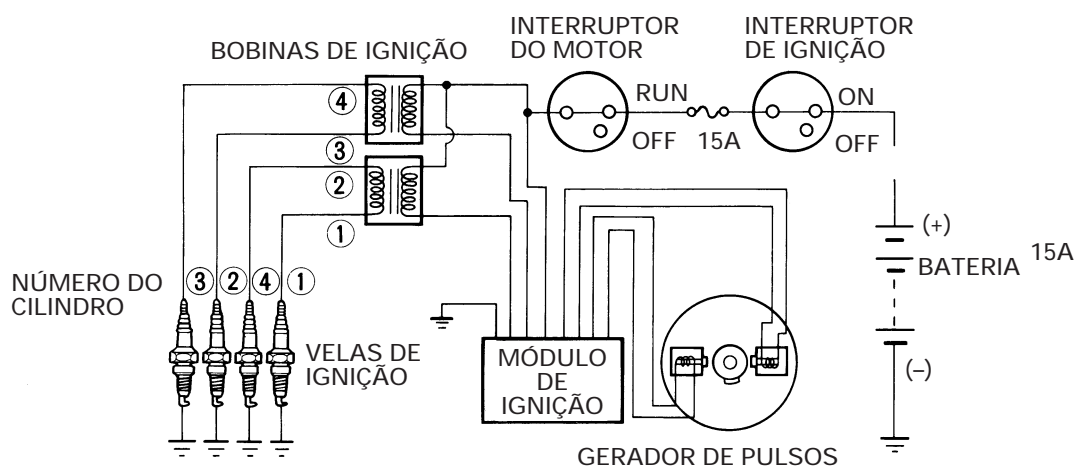 BOBINAS DE IGNIÇÃO
INTERRUPTOR
DO MOTOR
INTERRUPTOR
DE IGNIÇÃO
RUN
OFF
15A
ON
OFF
4
3
2
1
(+)
BATERIA
15A
(–)
NÚMERO DO
CILINDRO
3
2
4
1
VELAS DE
IGNIÇÃO
MÓDULO
DE
IGNIÇÃO
GERADOR DE PULSOS